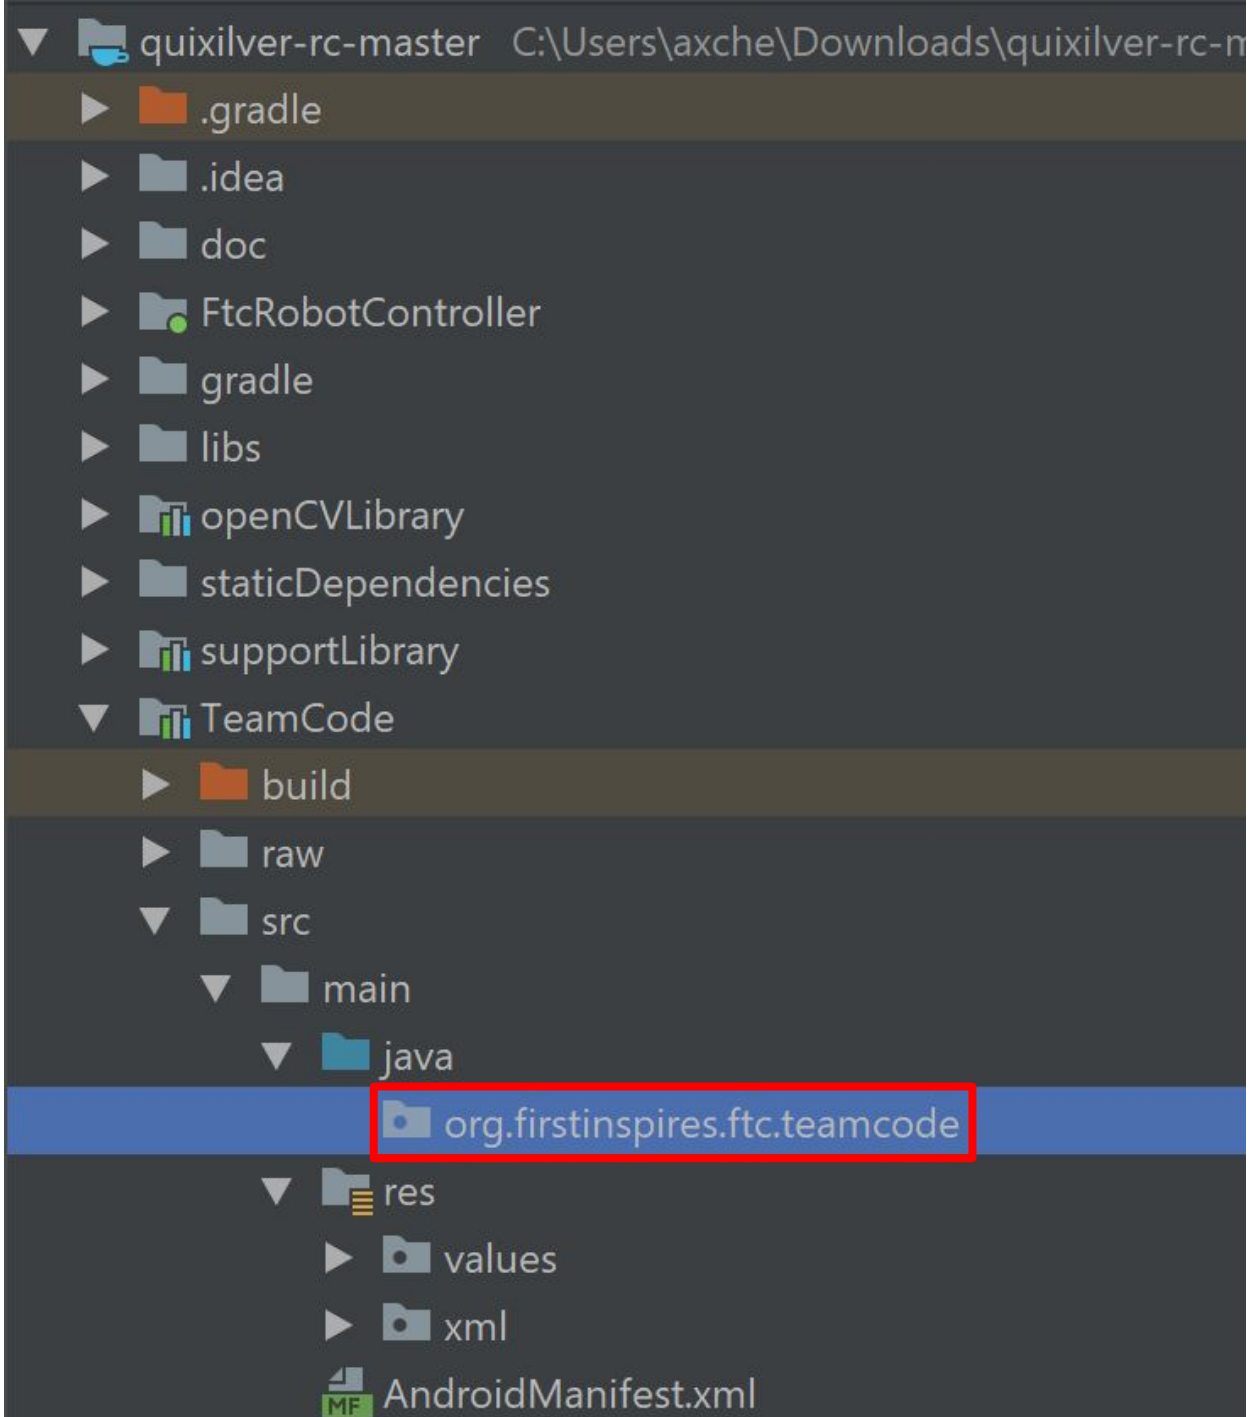 quixilver-rc-master C:\Users\axche\Downloads\quixilver-rc-m
.gradle
.idea
doc
FtcRobotController
gradle
libs
openCVLibrary
staticDependencies
supportLibrary
TeamCode
build
raw
src
main
java
org.firstinspires.ftc.teamcode
res
values
xml
MF AndroidManifest.xml